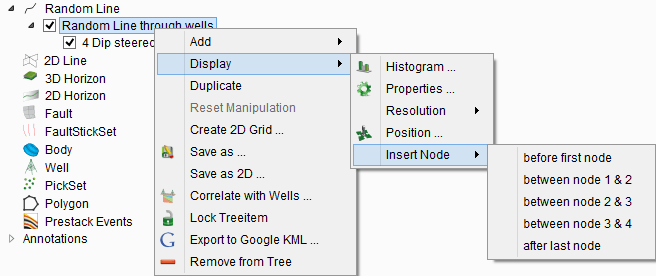 Random Line
Random Line through wells
4 Dip steered
2D Line
3D Horizon
2D Horizon
Fault
FaultStickSet
Body
Well
PickSet
Polygon
Prestack Events
Annotations
Add
Display
Duplicate
Reset Manipulation
Create 2D Grid ...
Save as ...
Save as 2D ...
Correlate with Wells ...
Lock Treeitem
Export to Google KML ...
Remove from Tree
Histogram ...
Properties ...
Resolution
Position ...
Insert Node
before first node
between node 1 & 2
between node 2 & 3
between node 3 & 4
after last node